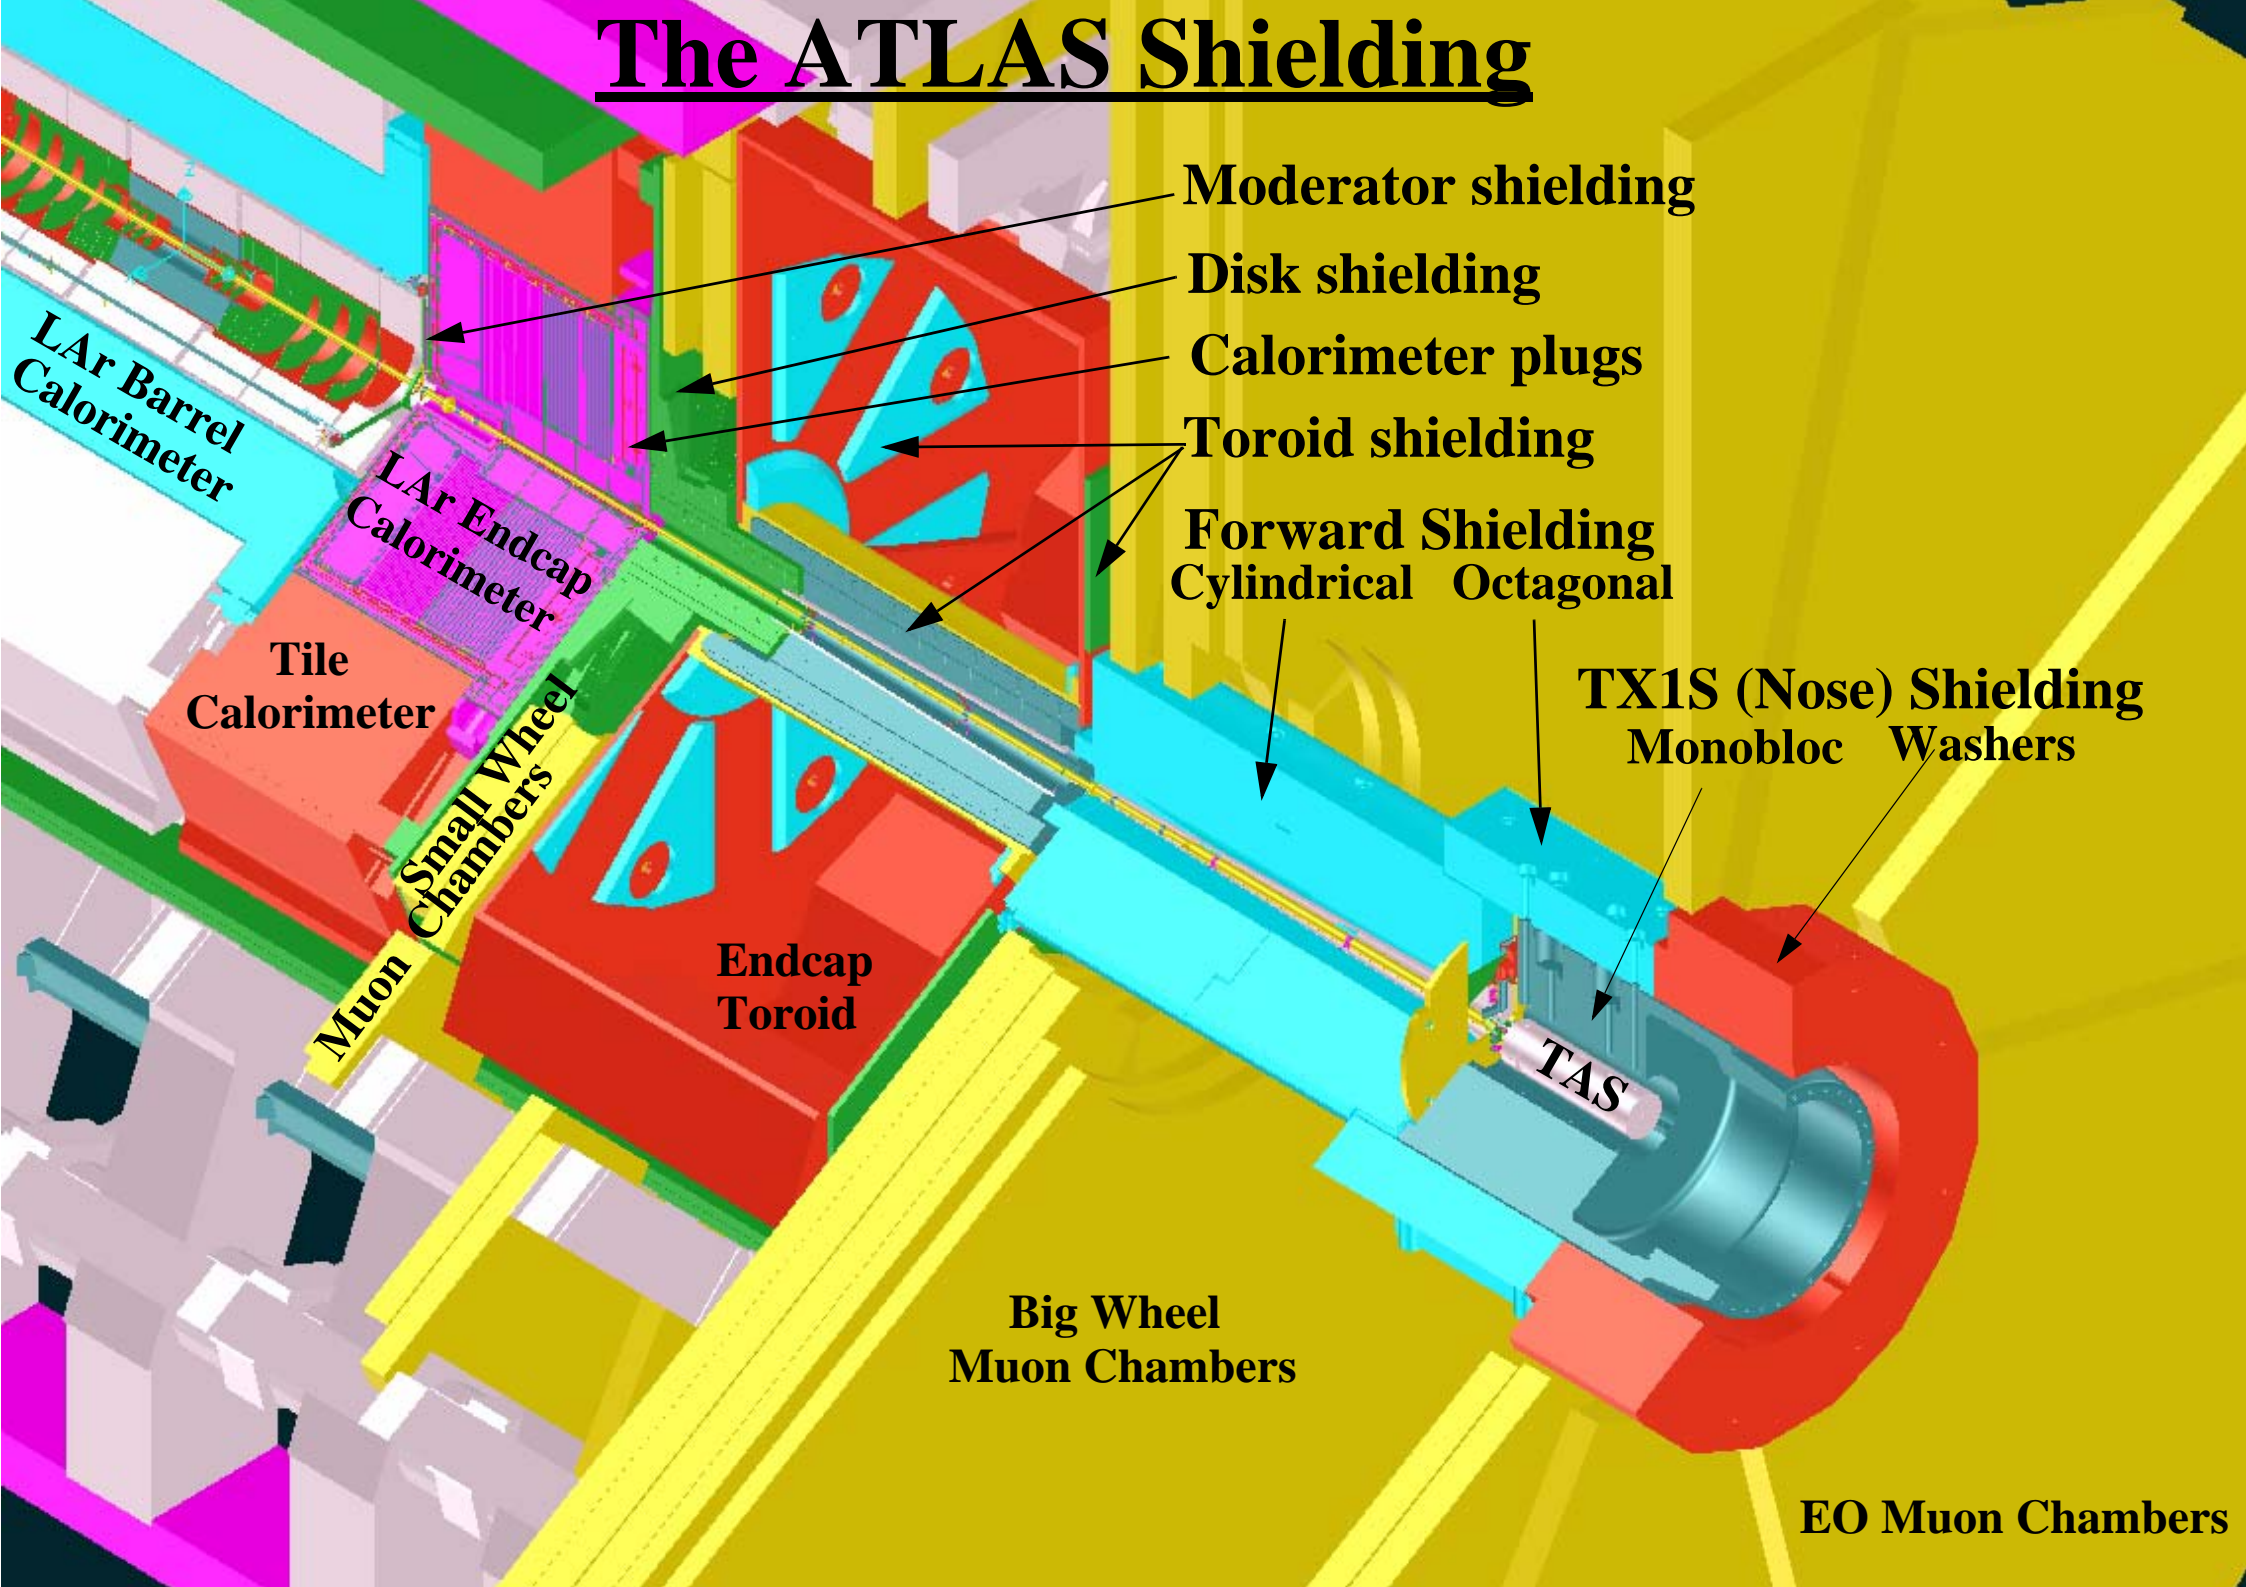 The ATLAS Shielding
Moderator shielding
Disk shielding
Calorimeter plugs
Toroid shielding
Forward Shielding
Cylindrical Octagonal
TX1S (Nose) Shielding
Monobloc Washers
LAr Barrel
Calorimeter
LAr Endcap
Calorimeter
Tile
Calorimeter
Small Wheel
Muon Chambers
Endcap
Toroid
TAS
Big Wheel
Muon Chambers
EO Muon Chambers